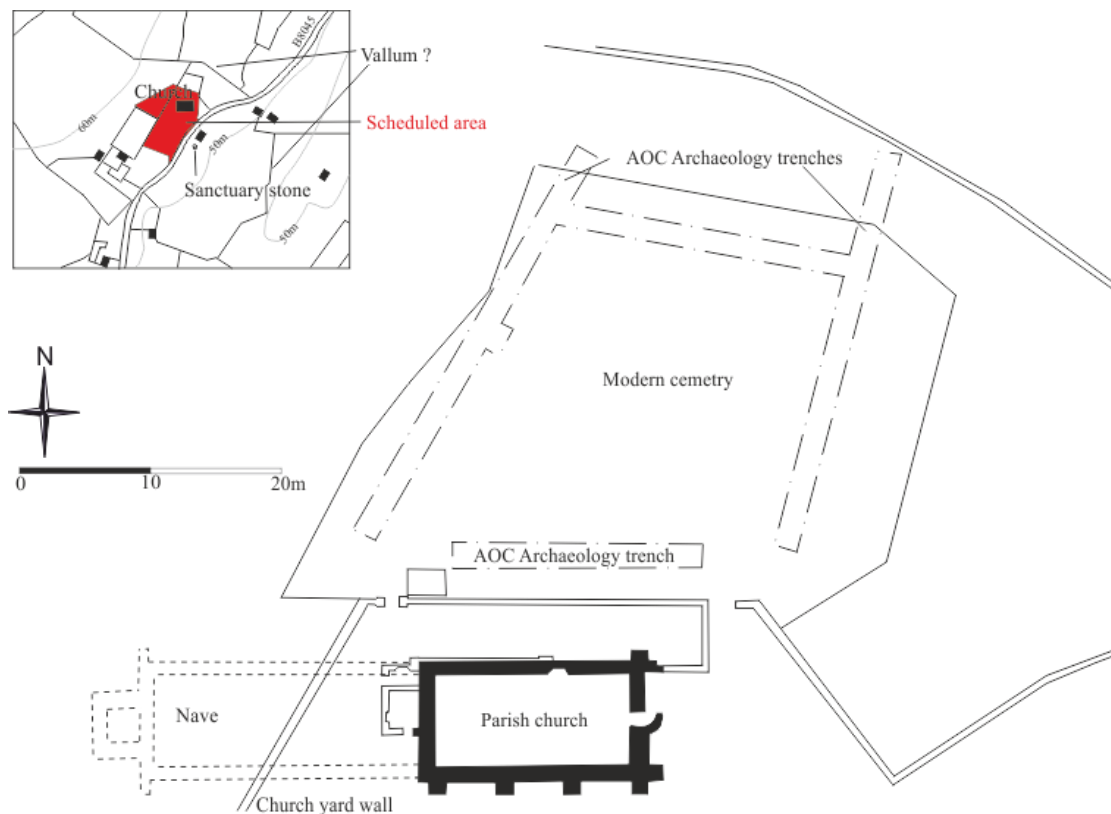 B8045
Vallum ?
Church
60m
Scheduled area
50m
Sanctuary stone
50m
AOC Archaeology trenches
N
Modern cemetry
0 10 20m
AOC Archaeology trench
Nave
Parish church
Church yard wall